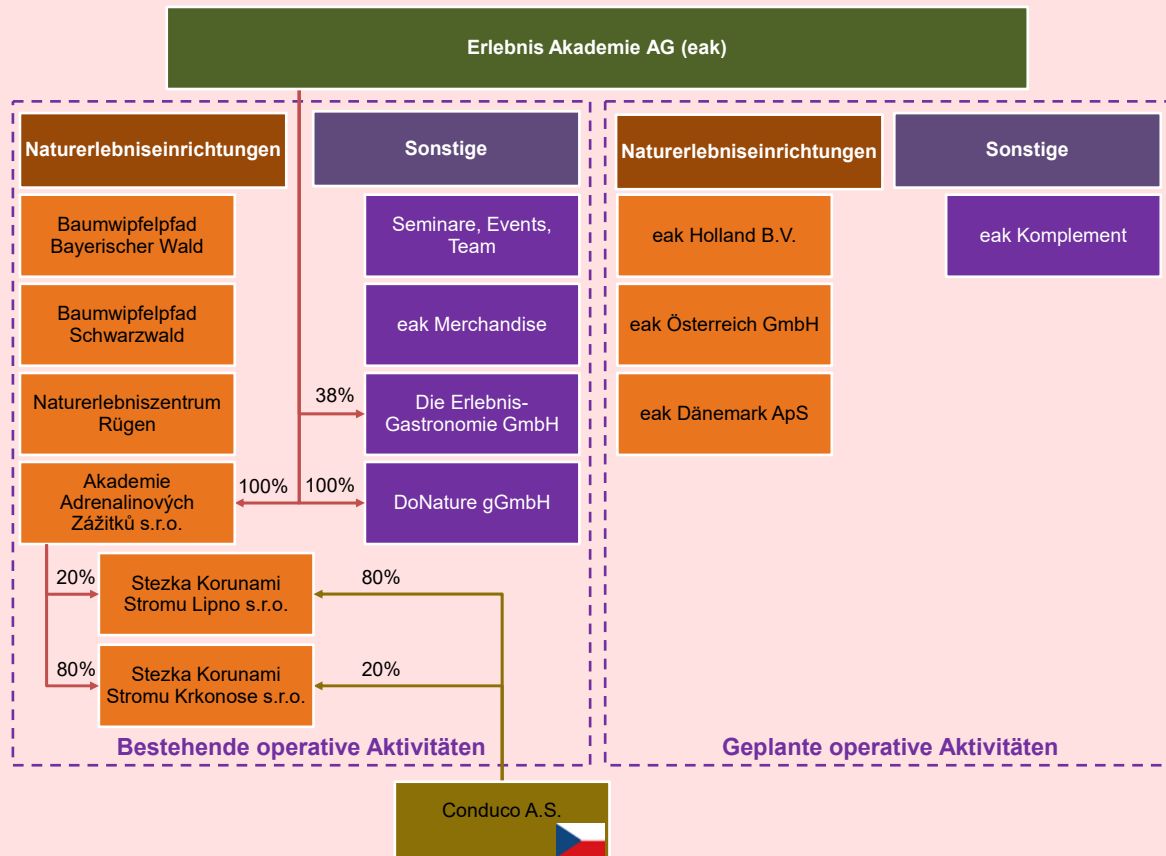 Erlebnis Akademie AG (eak)
Naturerlebniseinrichtungen
Sonstige
Baumwipfelpfad
Bayerischer Wald
Seminare, Events,
Team
Baumwipfelpfad
Schwarzwald
eak Merchandise
Naturerlebniszentrum
Rügen
38%
Die Erlebnis-
Gastronomie GmbH
Akademie
Adrenalinových
Zážitků s.r.o.
100%
100%
DoNature gGmbH
20%
Stezka Korunami
Stromu Lipno s.r.o.
80%
80%
Stezka Korunami
Stromu Krkonose s.r.o.
20%
Bestehende operative Aktivitäten
Naturerlebniseinrichtungen
Sonstige
eak Holland B.V.
eak Komplement
eak Österreich GmbH
eak Dänemark ApS
Geplante operative Aktivitäten
Conduco A.S.